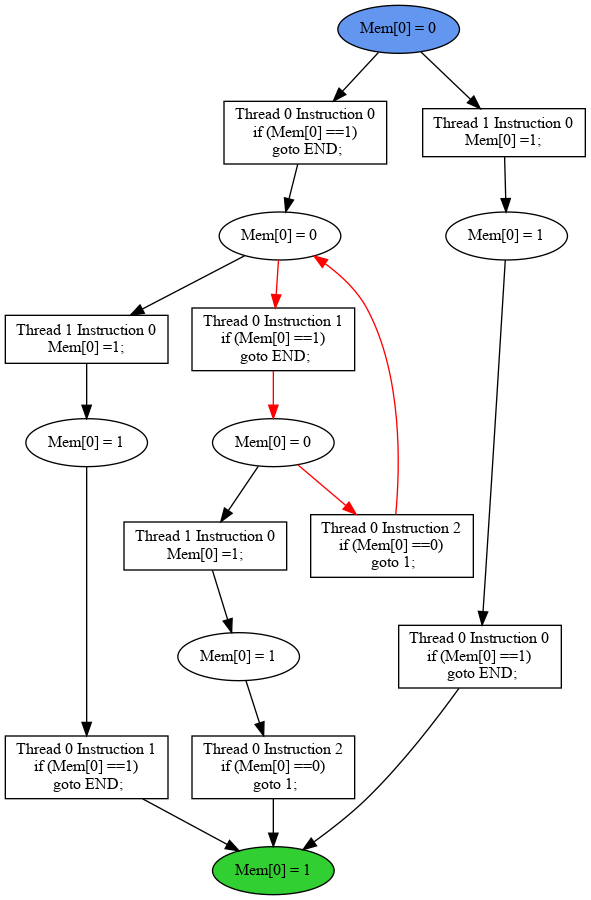 Mem[0] = 0
Thread 0 Instruction 0
if (Mem[0] ==1)
goto END;
Thread 1 Instruction 0
Mem[0] =1;
Mem[0] = 0
Mem[0] = 1
Thread 1 Instruction 0
Mem[0] =1;
Thread 0 Instruction 1
if (Mem[0] ==1)
goto END;
Mem[0] = 1
Mem[0] = 0
Thread 1 Instruction 0
Mem[0] =1;
Thread 0 Instruction 2
if (Mem[0] ==0)
goto 1;
Mem[0] = 1
Thread 0 Instruction 0
if (Mem[0] ==1)
goto END;
Thread 0 Instruction 1
if (Mem[0] ==1)
goto END;
Thread 0 Instruction 2
if (Mem[0] ==0)
goto 1;
Mem[0] = 1